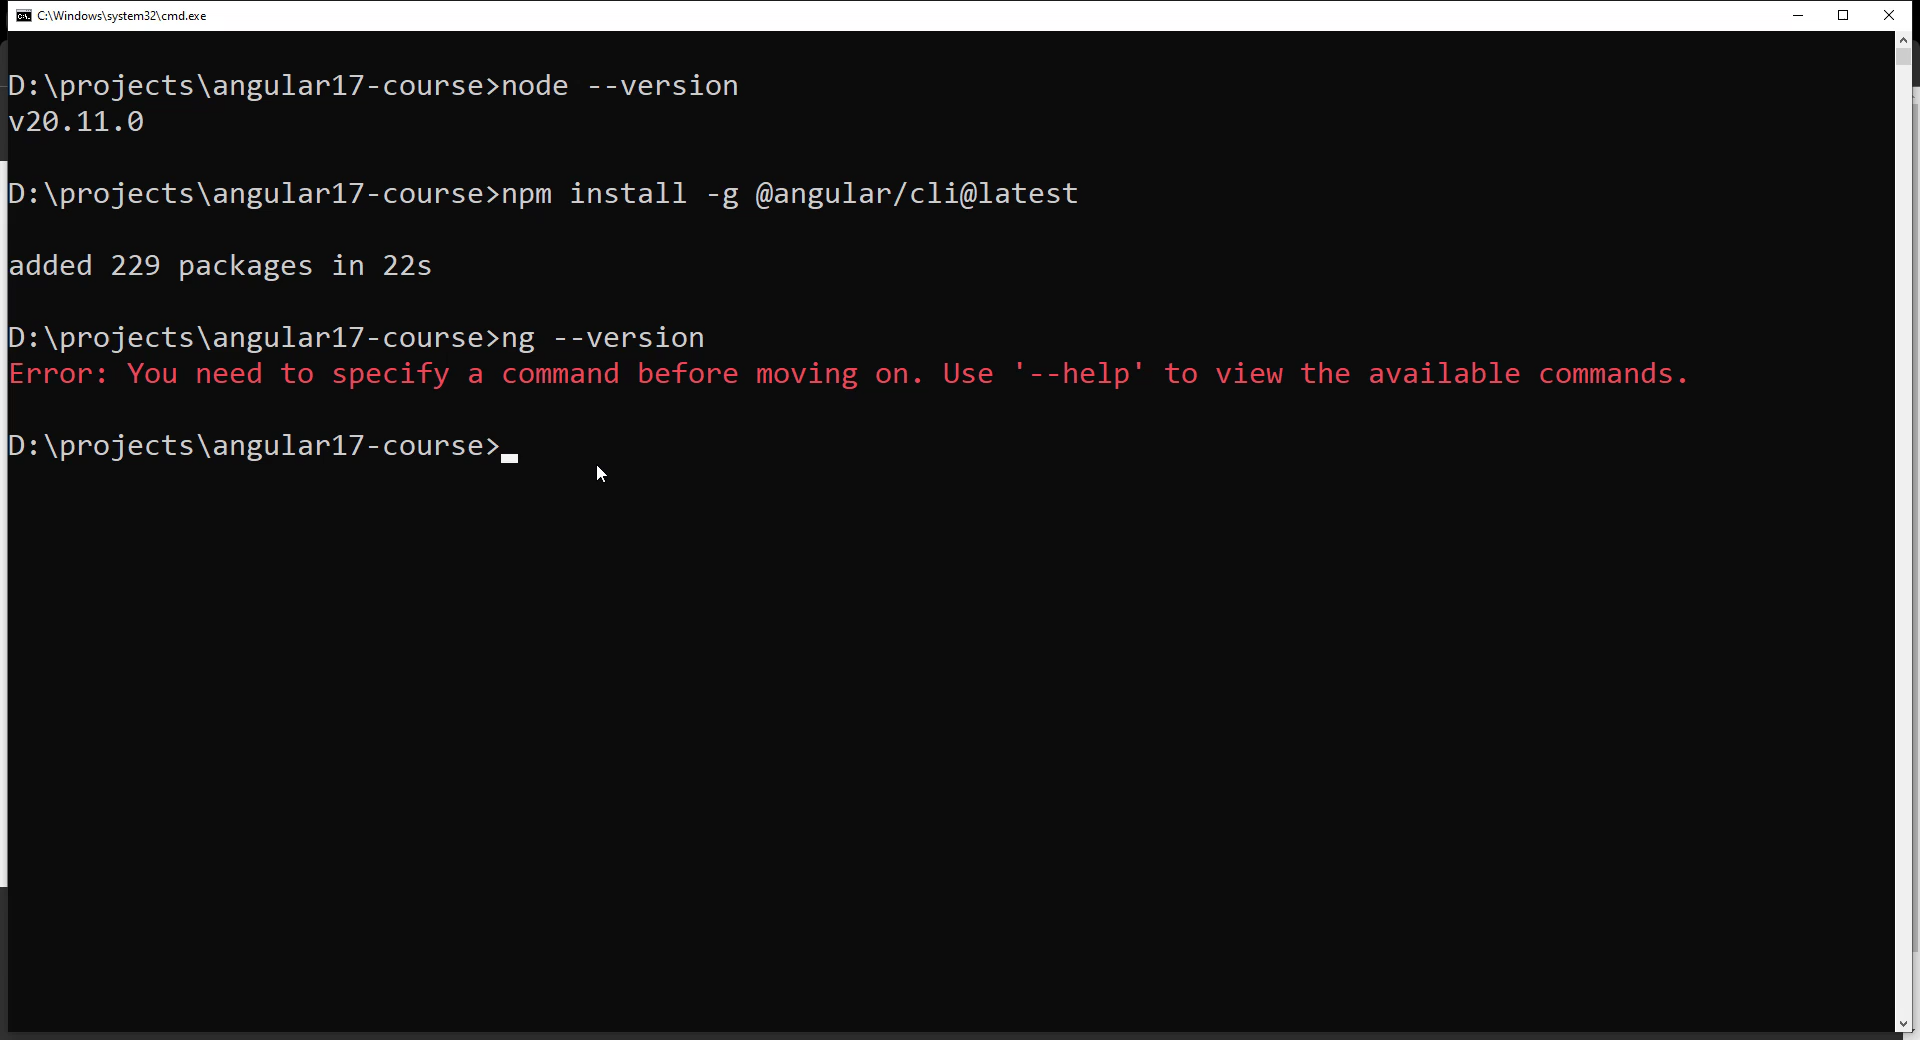 C:\Windows\system32\cmd.exe
D:\projects\angular17-course>node --version
v20.11.0
D:\projects\angular17-course>npm install -g @angular/cli@latest
added 229 packages in 22s
D:\projects\angular17-course>ng --version
Error: You need to specify a command before moving on. Use '--help' to view the available commands.
D:\projects\angular17-course>